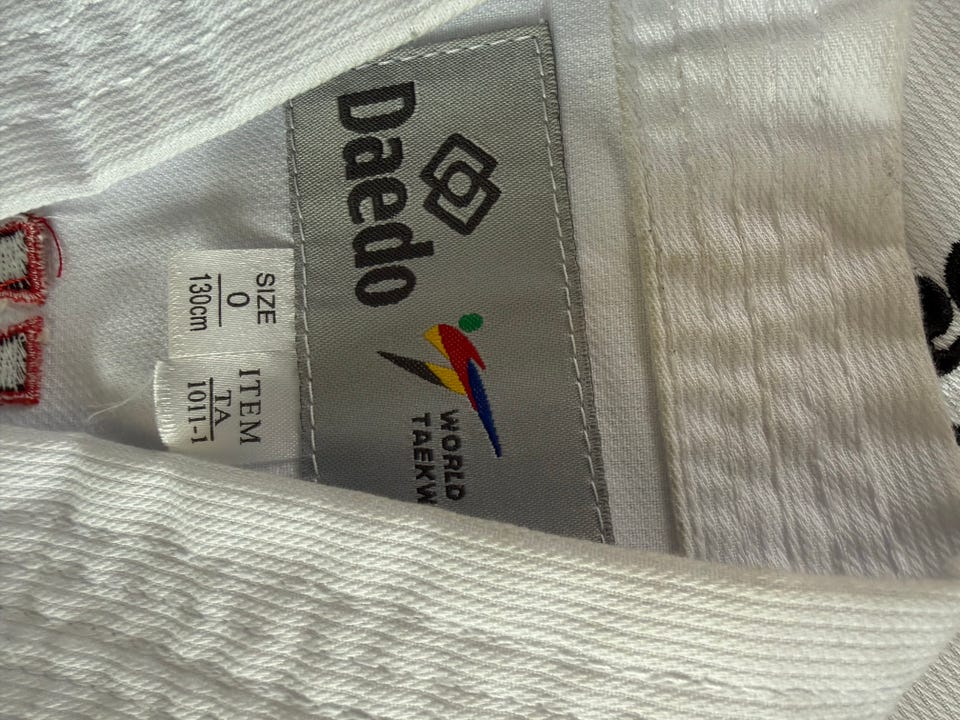 Daedo
WORLD
TAEKW
SIZE
0
130cm
ITEM
TA
1011-1